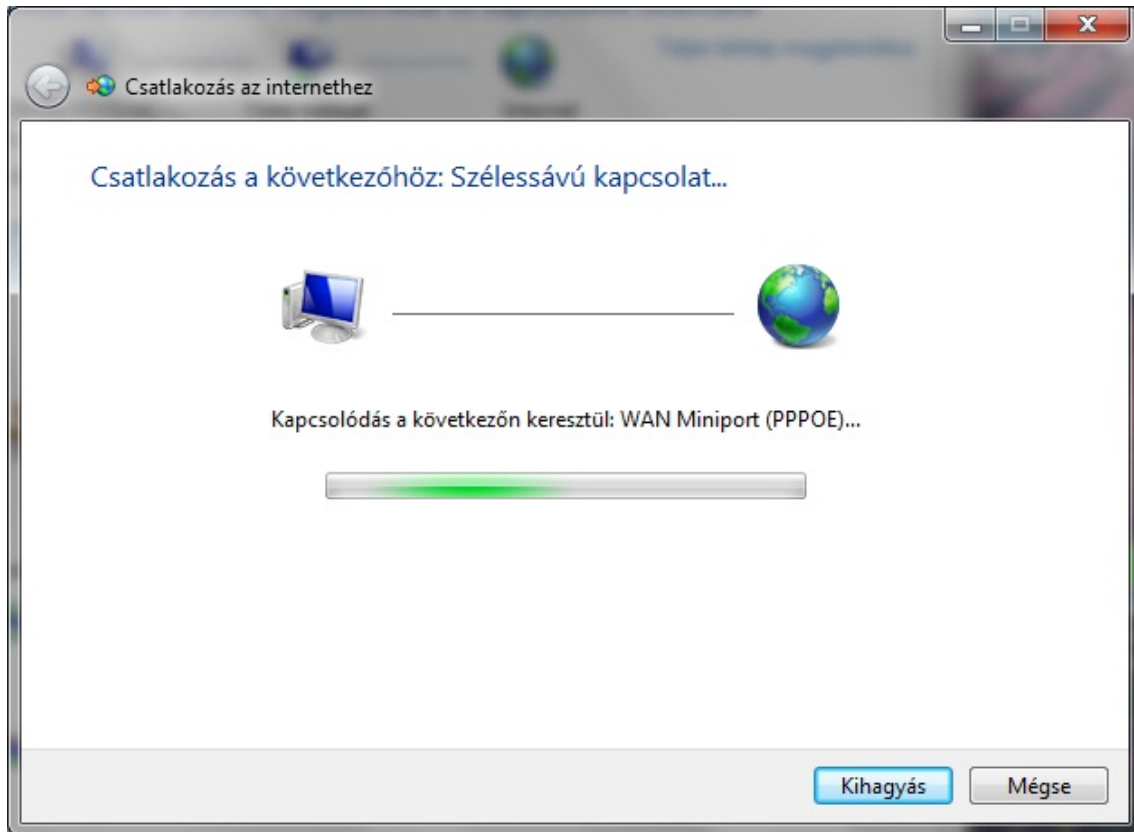 Csatlakozás az internethez
Csatlakozás a következőhöz: Szélessávú kapcsolat...
Kapcsolódás a következőn keresztül: WAN Miniport (PPPOE)...
Kihagyás
Mégse